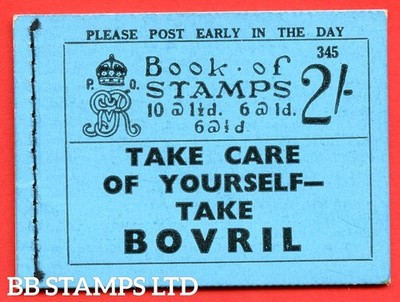 PLEASE POST EARLY IN THE DAY
345
Book of
STAMPS 2/-
P. O.
10 @ 1½d. 6 @ 1d.
6 @ ½d.
TAKE CARE
OF YOURSELF—
TAKE
BOVRIL
BB STAMPS LTD